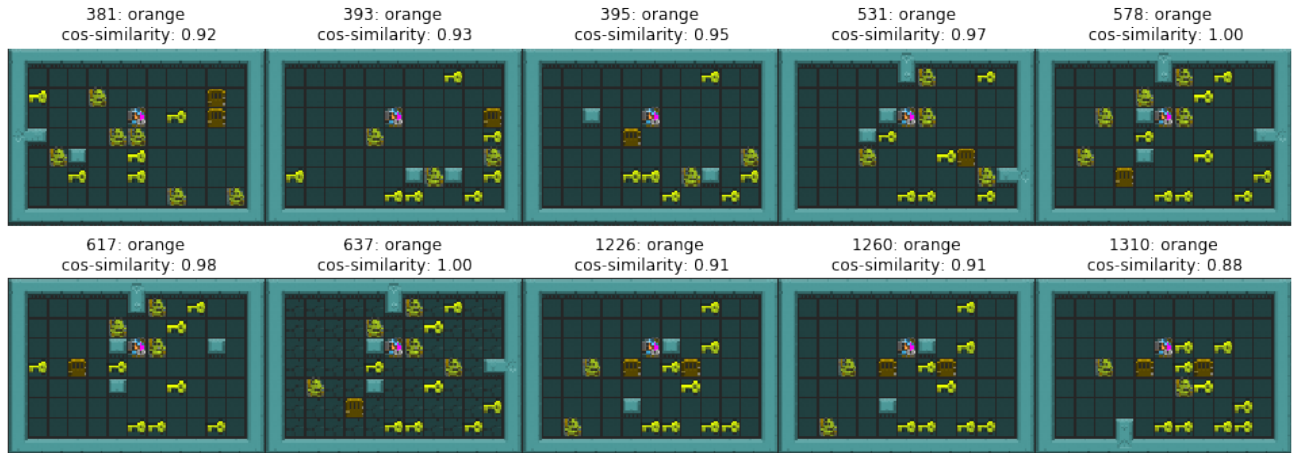 381: orange
cos-similarity: 0.92
393: orange
cos-similarity: 0.93
395: orange
cos-similarity: 0.95
531: orange
cos-similarity: 0.97
578: orange
cos-similarity: 1.00
617: orange
cos-similarity: 0.98
637: orange
cos-similarity: 1.00
1226: orange
cos-similarity: 0.91
1260: orange
cos-similarity: 0.91
1310: orange
cos-similarity: 0.88